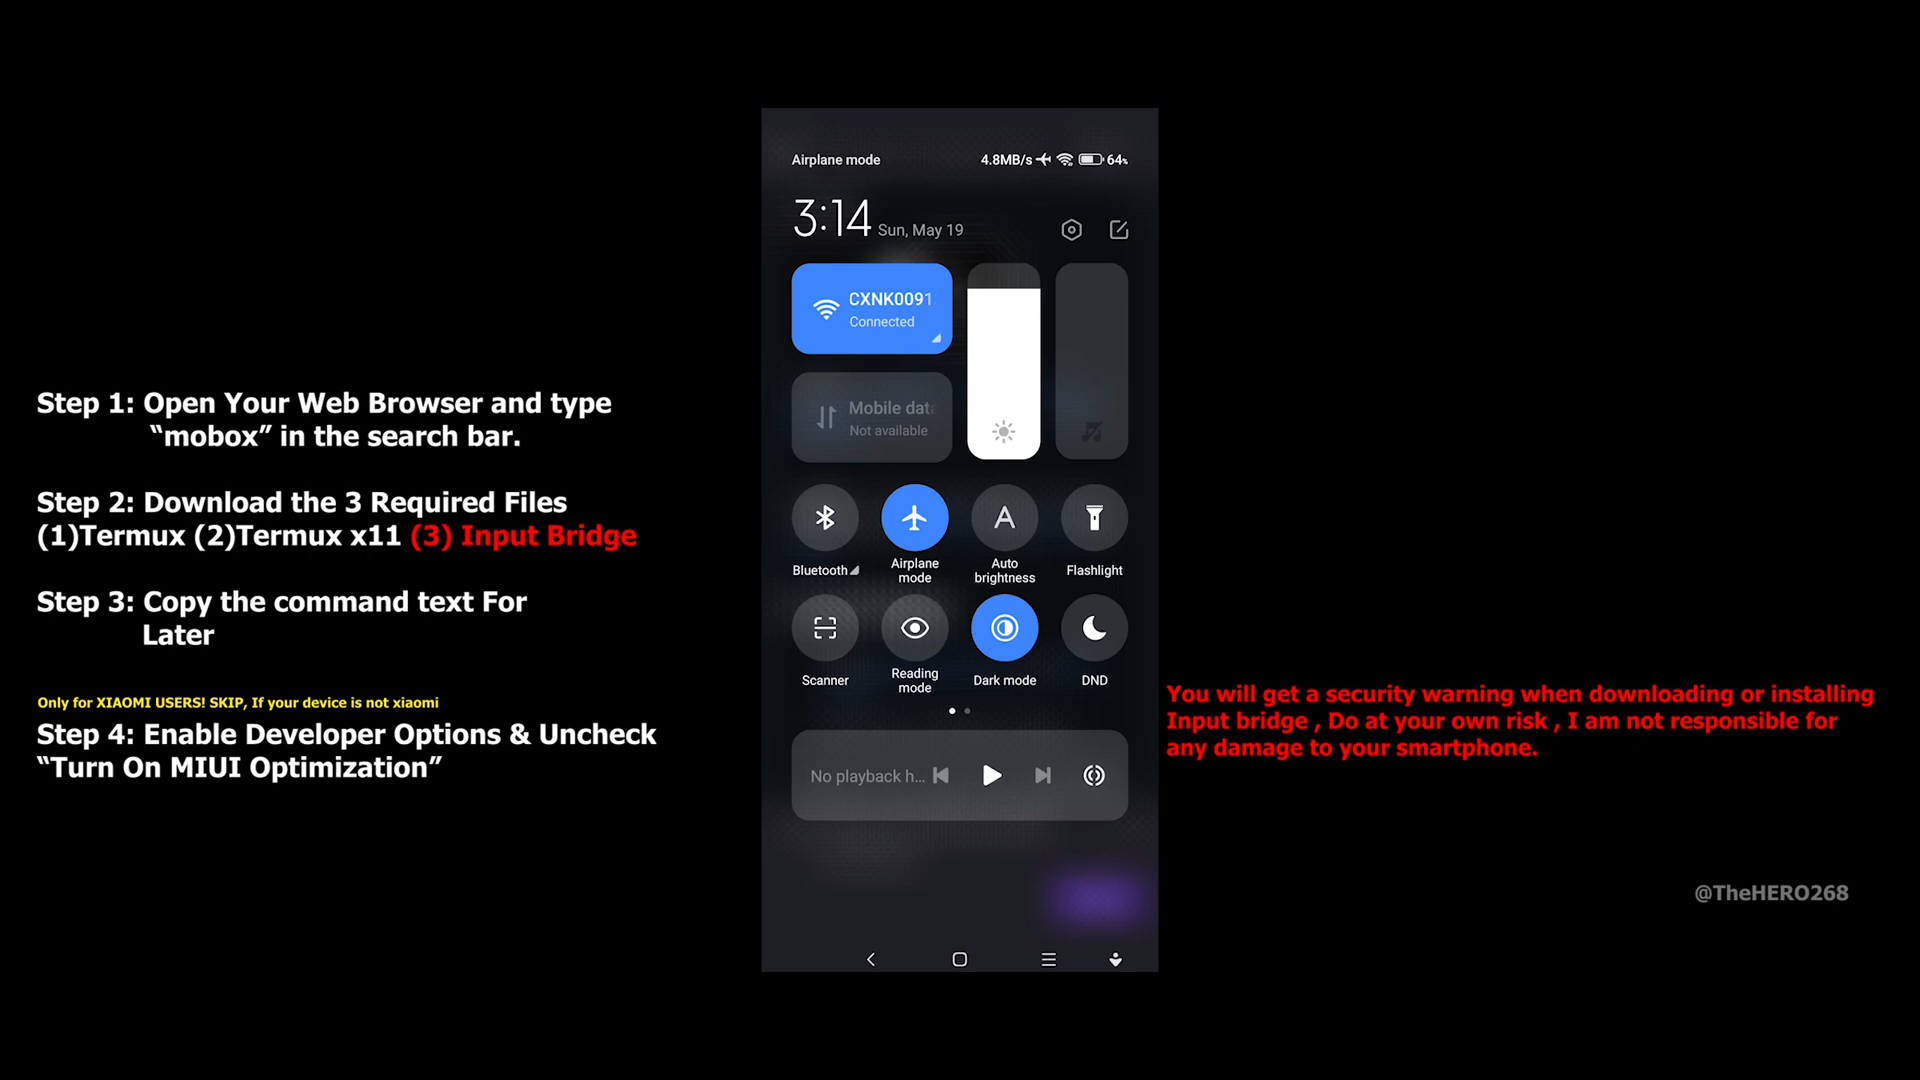 Airplane mode
4.8MB/s 64%
3:14 Sun, May 19
CXNK0091
Connected
Mobile data
Not available
Bluetooth
Airplane
mode
Auto
brightness
Flashlight
Scanner
Reading
mode
Dark mode
DND
No playback h...
Step 1: Open Your Web Browser and type
“mobox” in the search bar.
Step 2: Download the 3 Required Files
(1)Termux (2)Termux x11 (3) Input Bridge
Step 3: Copy the command text For
Later
Only for XIAOMI USERS! SKIP, If your device is not xiaomi
Step 4: Enable Developer Options & Uncheck
“Turn On MIUI Optimization”
You will get a security warning when downloading or installing
Input bridge , Do at your own risk , I am not responsible for
any damage to your smartphone.
@TheHERO268